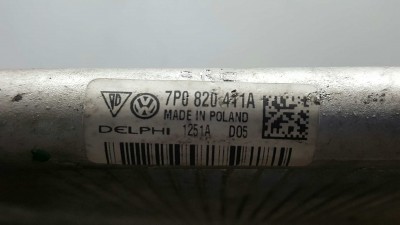 7P0 820 411A
MADE IN POLAND
DELPHI 1251A D05